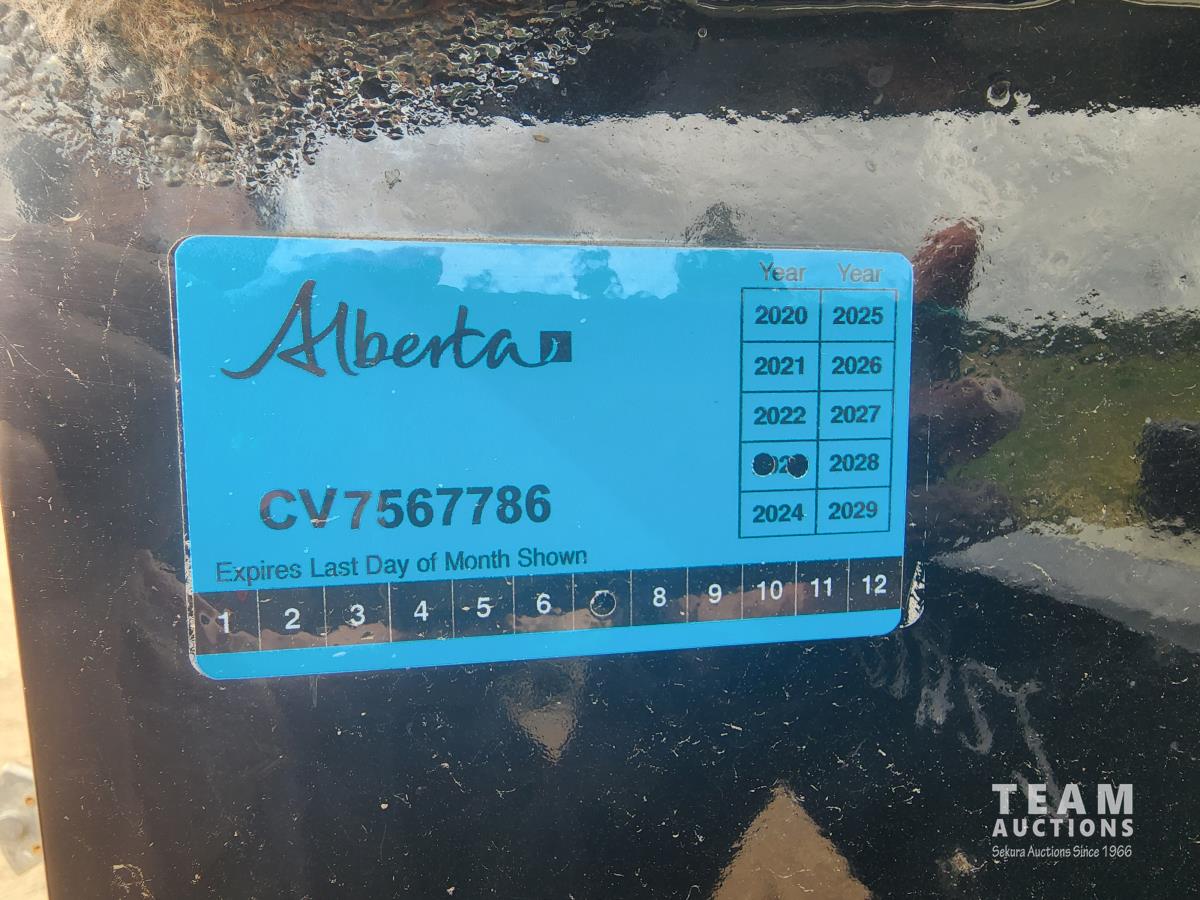 Alberta
Year Year
2020 2025
2021 2026
2022 2027
2028
2024 2029
CV7567786
Expires Last Day of Month Shown
1 2 3 4 5 6 8 9 10 11 12
TEAM
AUCTIONS
Sekura Auctions Since 1966